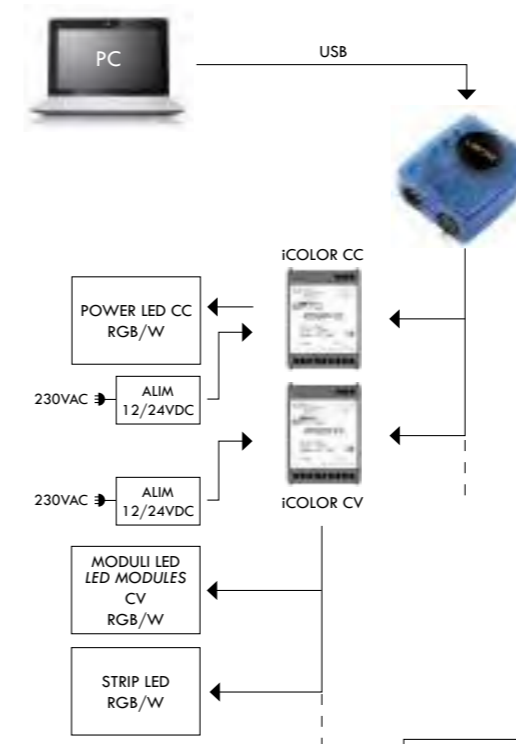 PC
USB
iCOLOR CC
POWER LED CC
RGB/W
230VAC
ALIM
12/24VDC
230VAC
ALIM
12/24VDC
iCOLOR CV
MODULI LED
LED MODULES
CV
RGB/W
STRIP LED
RGB/W